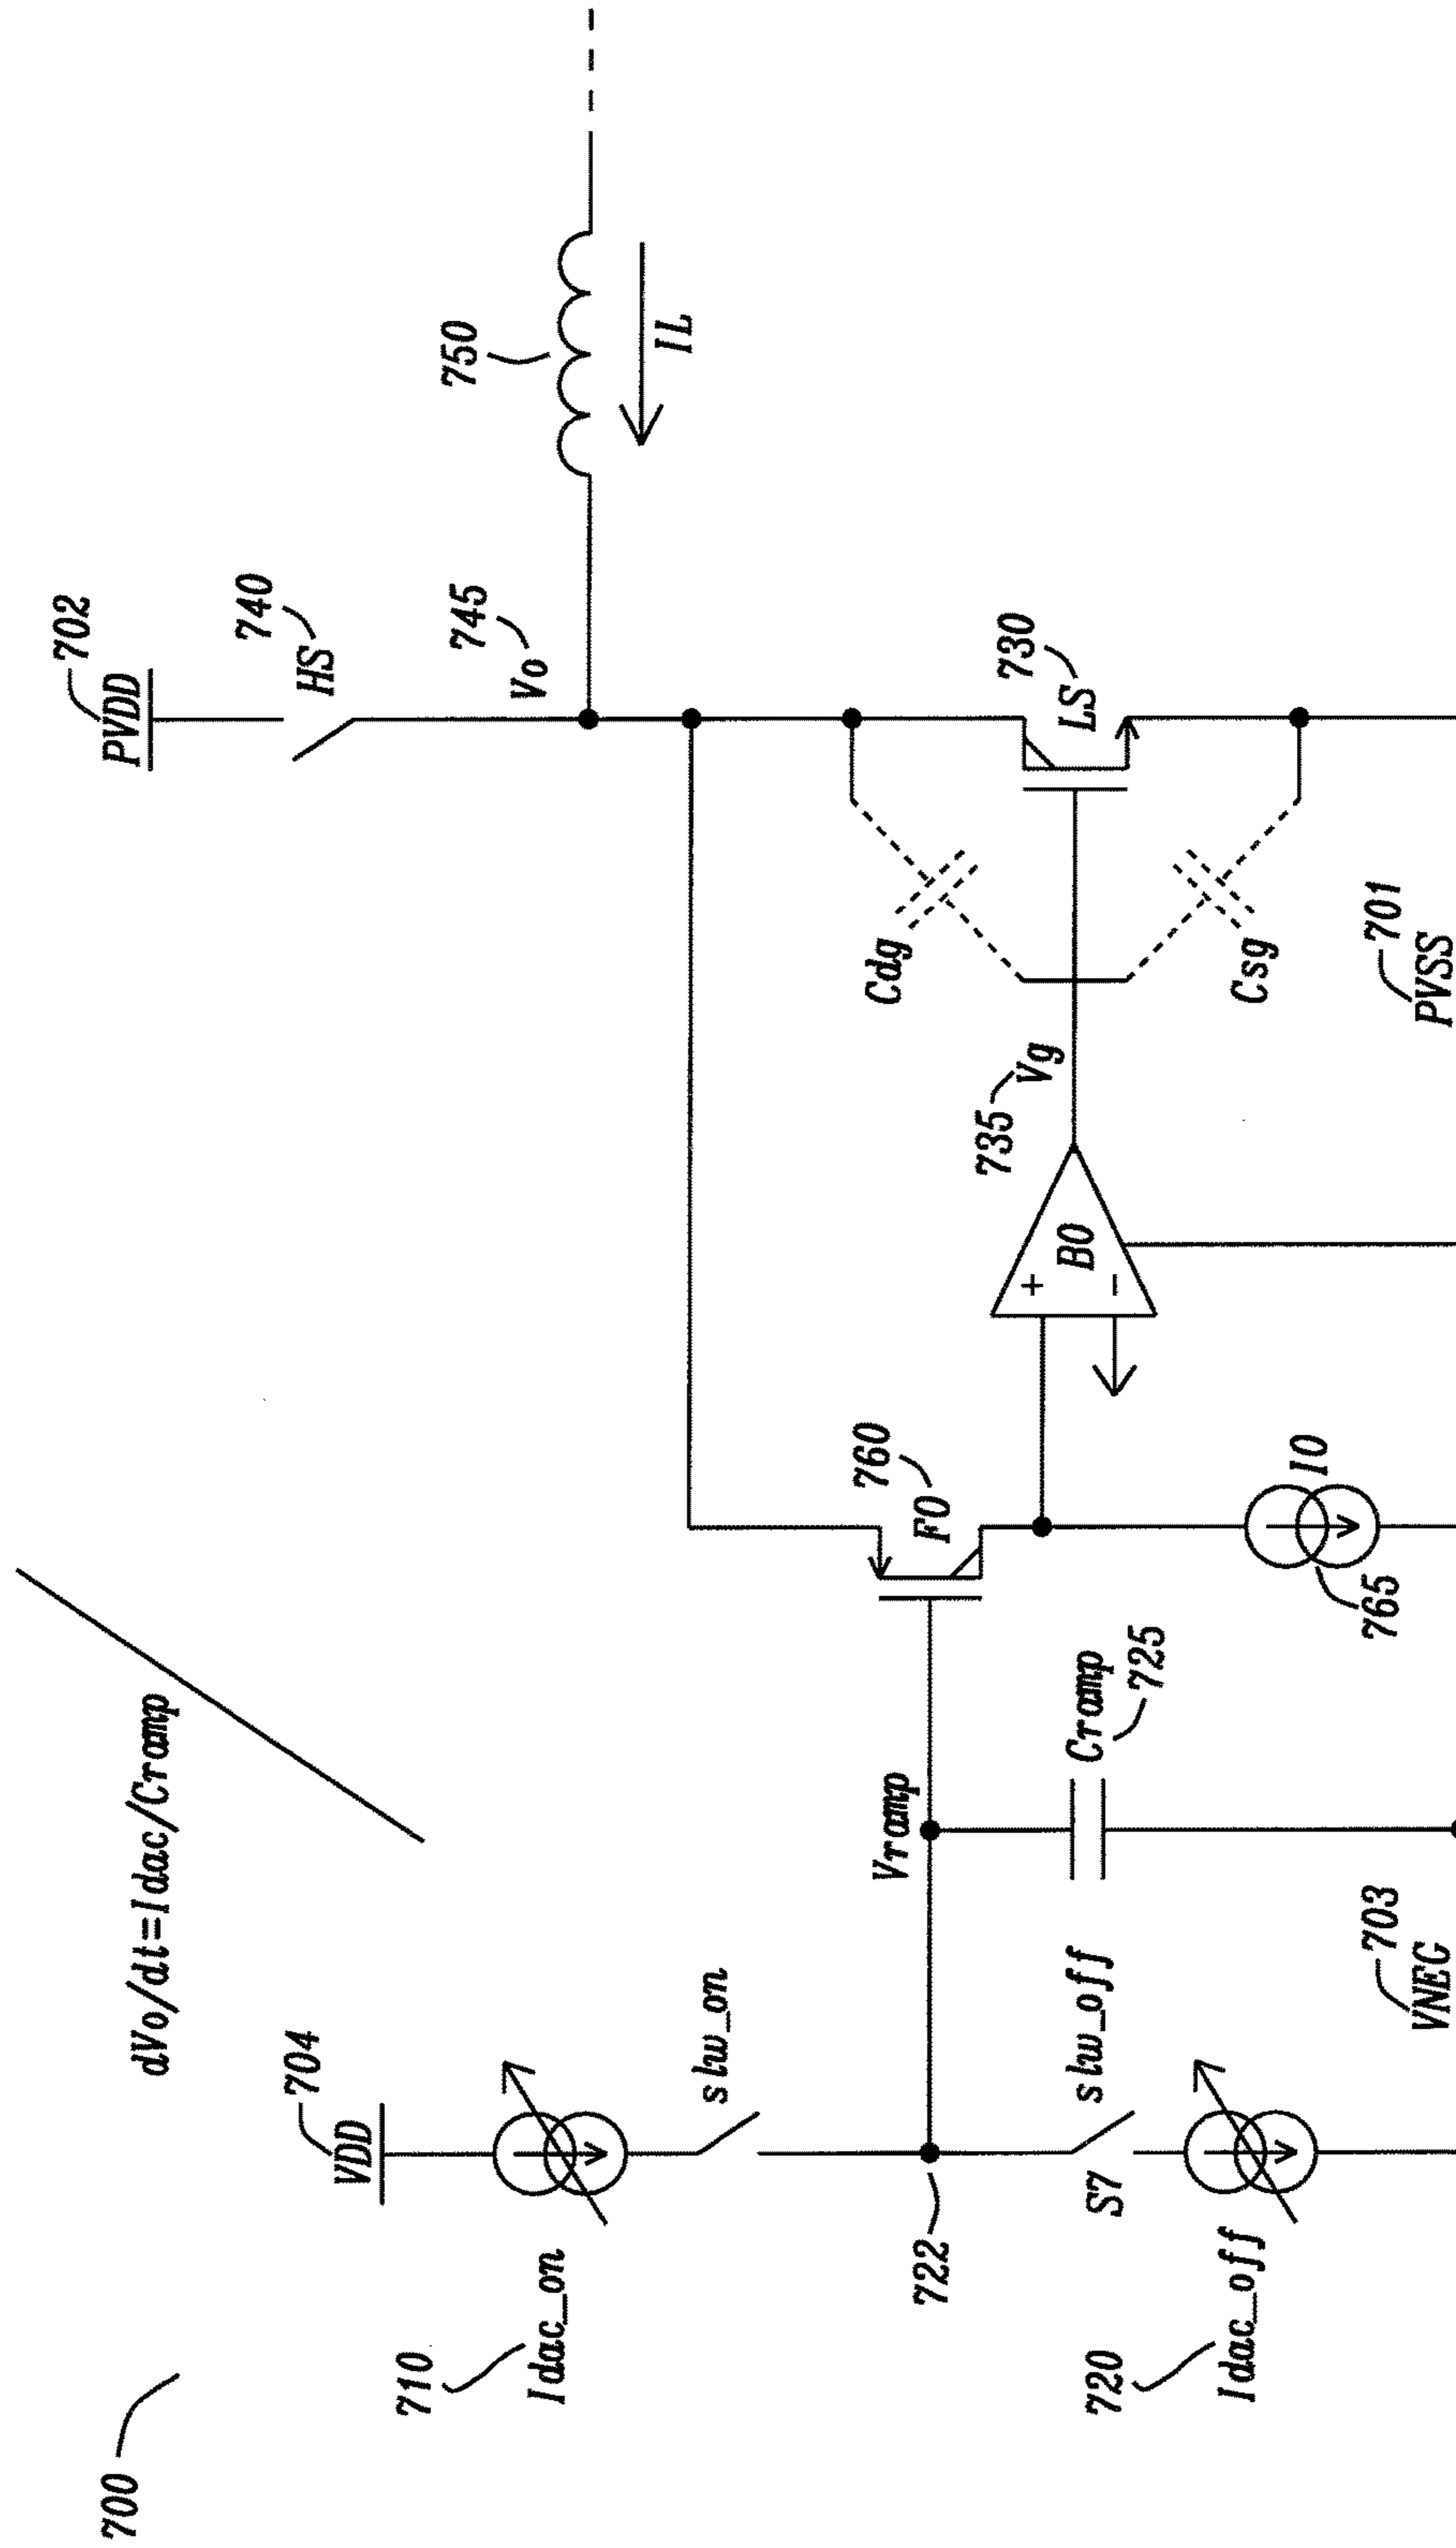 700
dVo/dt=Idac/Cramp
704
VDD
710
Idac_on
slw_on
722
Vramp
S7
slw_off
720
Idac_off
Cramp
725
703
VNEG
760
F0
I0
765
+
B0
-
735
Vg
Cdg
Csg
730
LS
701
PVSS
702
PVDD
740
HS
745
Vo
750
IL